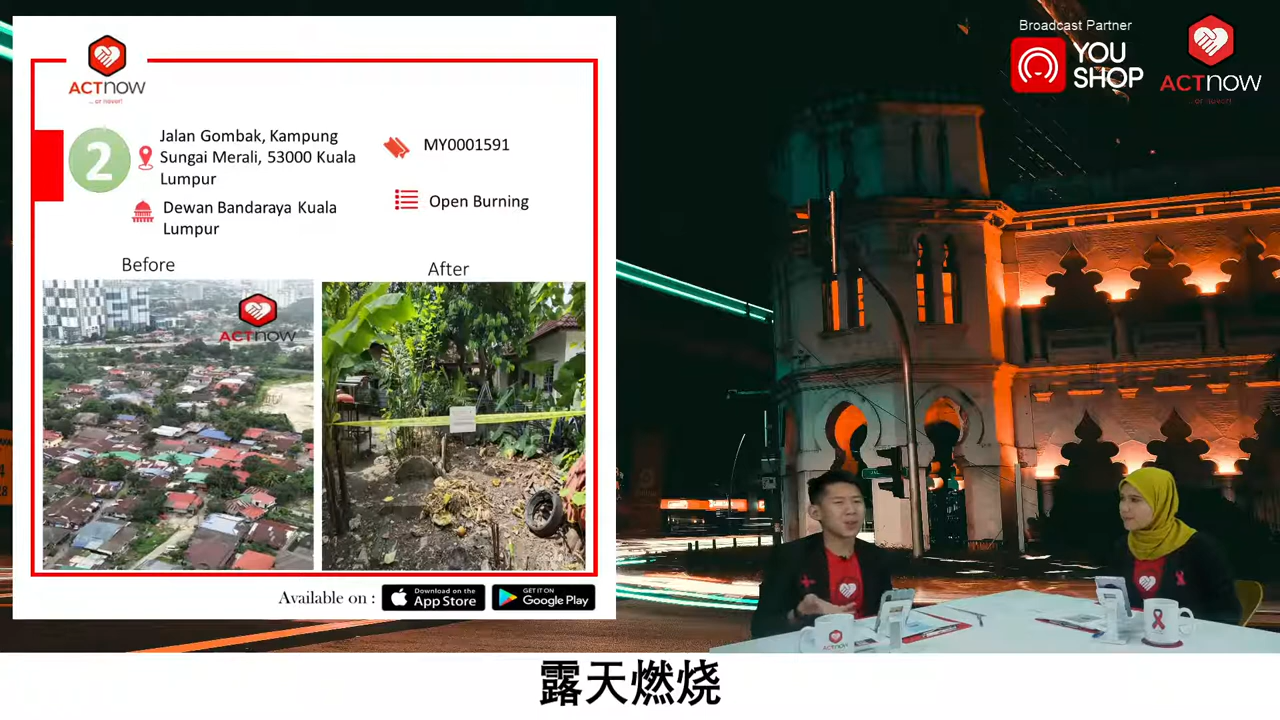 ACTNOW
... or never!
2
Jalan Gombak, Kampung
Sungai Merali, 53000 Kuala
Lumpur
MY0001591
Dewan Bandaraya Kuala
Lumpur
Open Burning
Before
After
ACTNOW
Available on :
Download on the
App Store
GET IT ON
Google Play
Broadcast Partner
YOU
SHOP
ACTNOW
... or never!
ACTNOW
露天燃烧